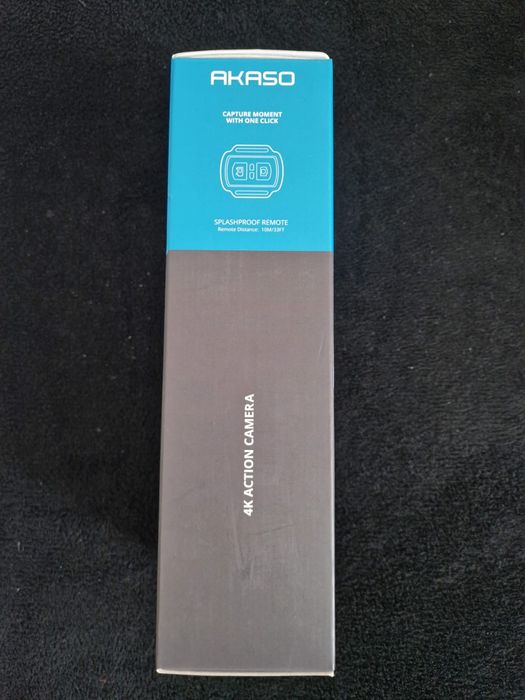 AKASO
CAPTURE MOMENT
WITH ONE CLICK
SPLASHPROOF REMOTE
Remote Distance: 10M/33FT
4K ACTION CAMERA